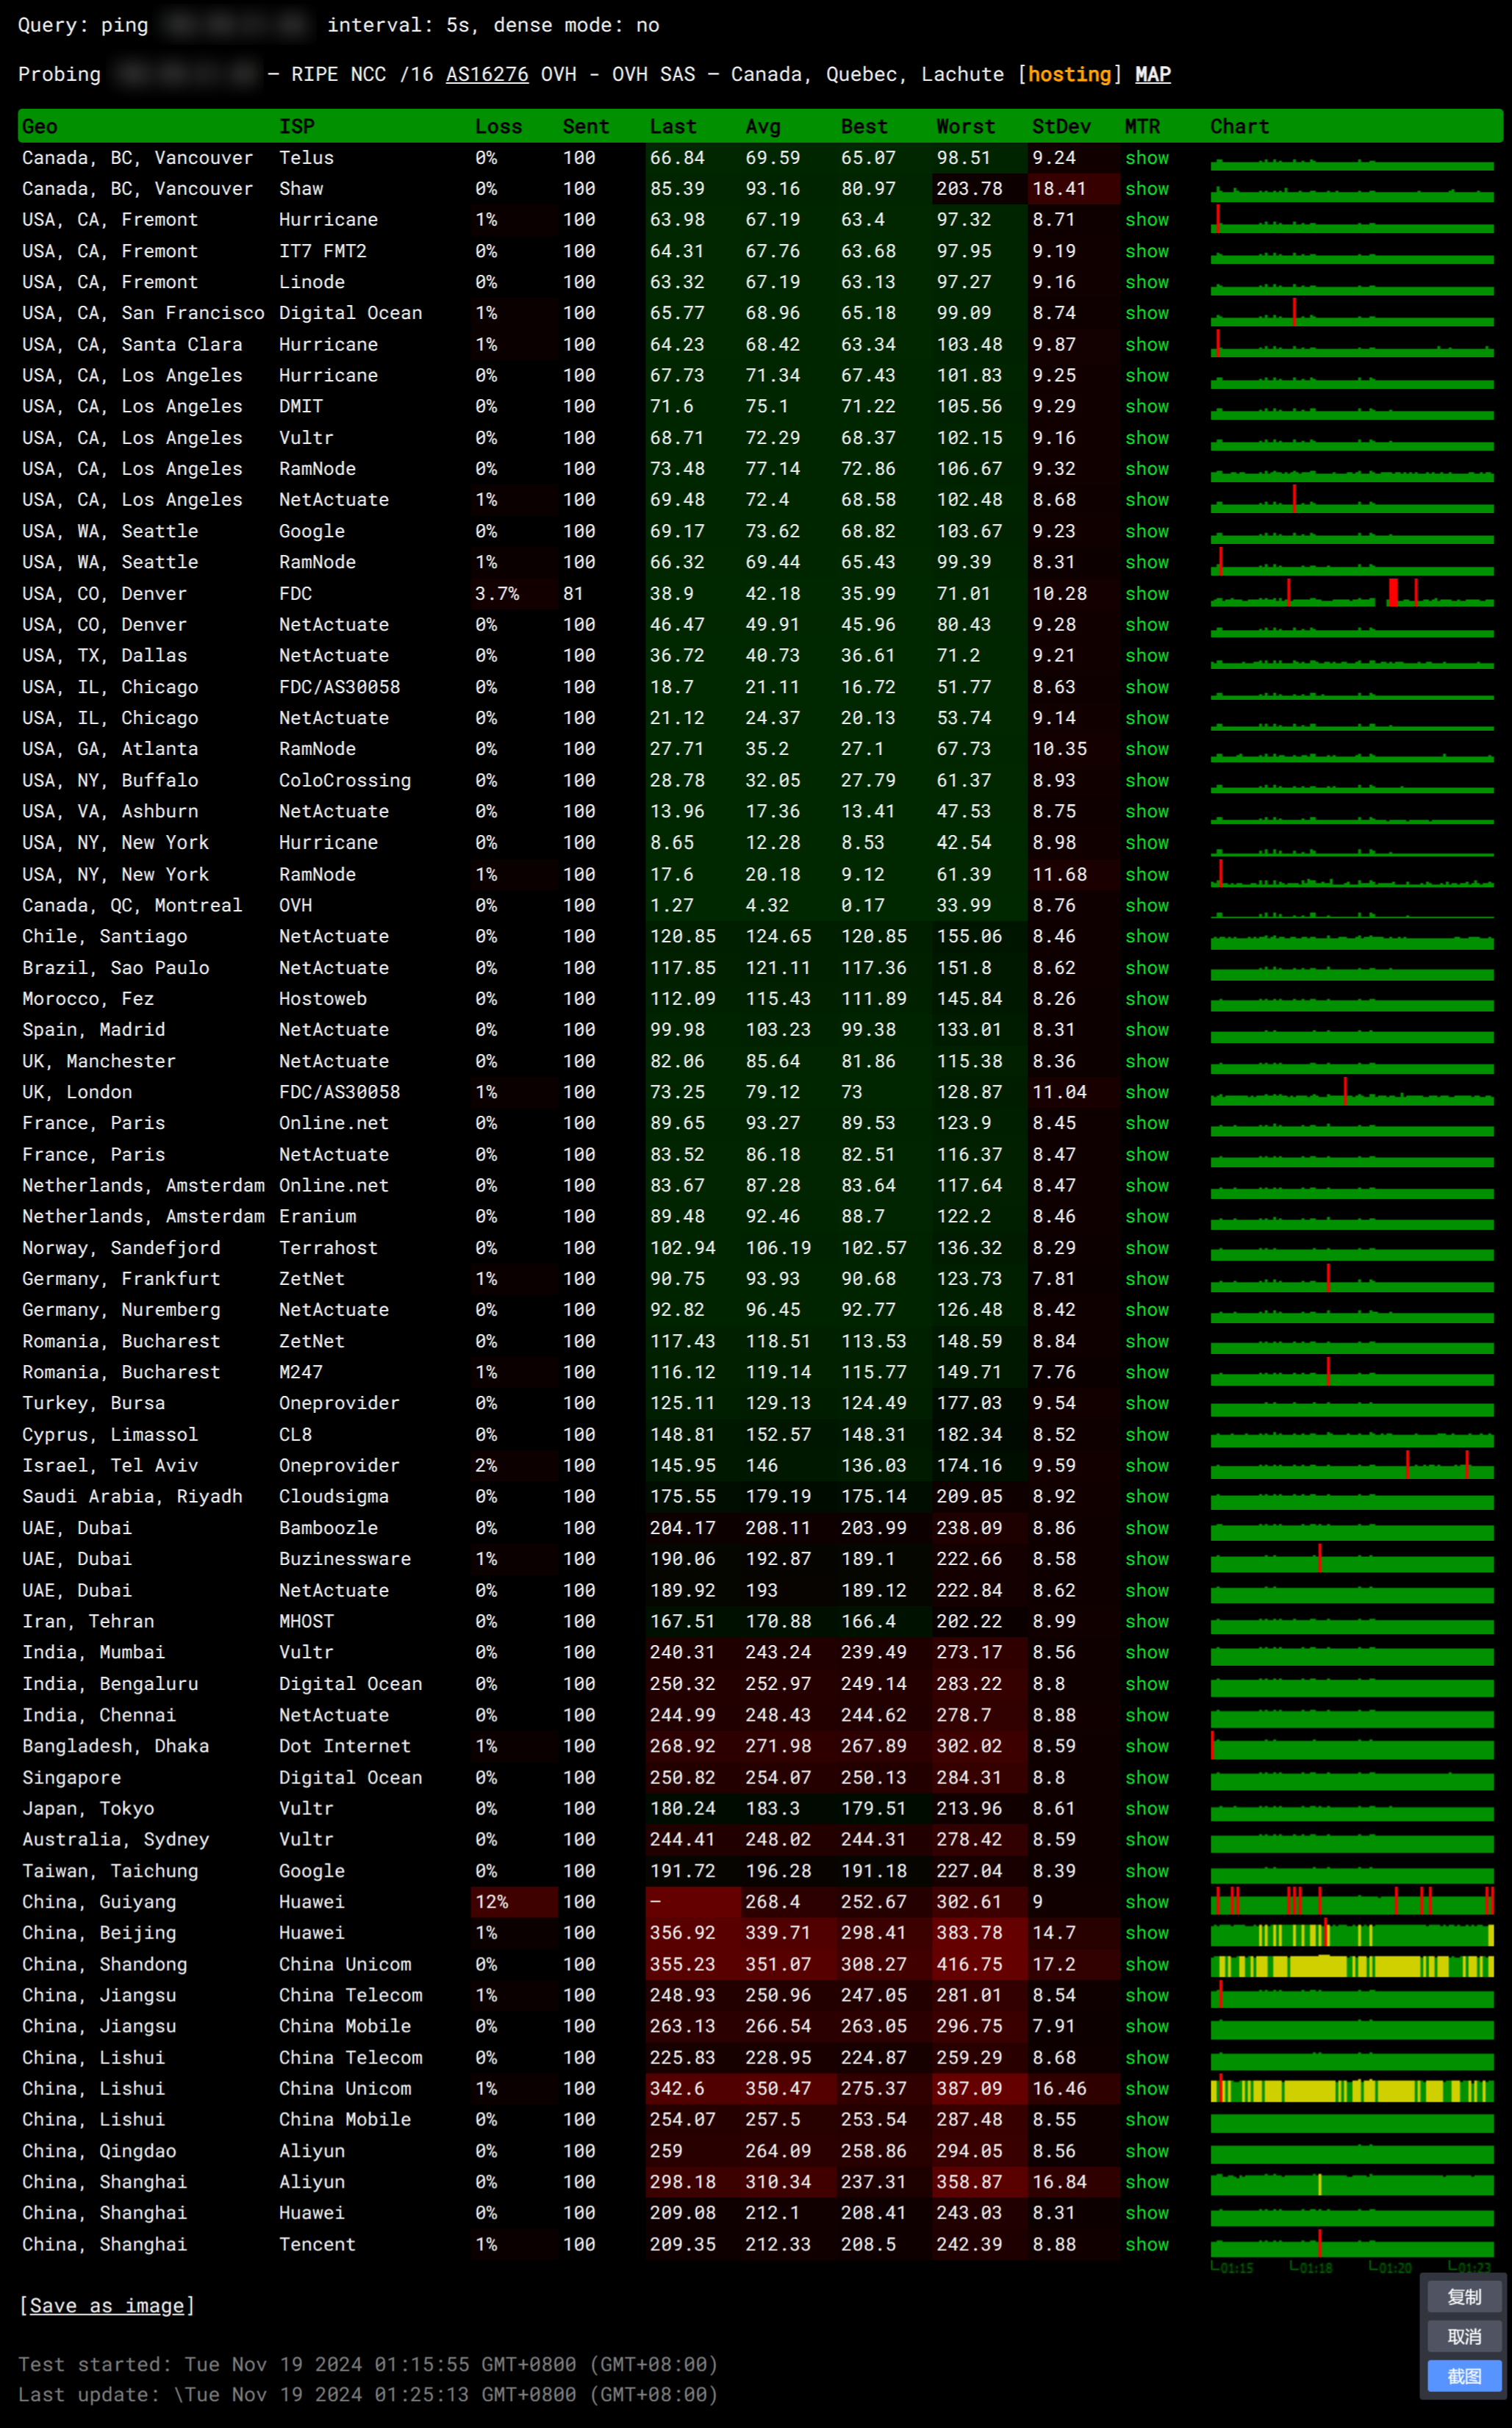 Query: ping interval: 5s, dense mode: no
Probing — RIPE NCC /16 AS16276 OVH - OVH SAS — Canada, Quebec, Lachute [hosting] MAP
Geo ISP Loss Sent Last Avg Best Worst StDev MTR Chart
Canada, BC, Vancouver Telus 0% 100 66.84 69.59 65.07 98.51 9.24 show
Canada, BC, Vancouver Shaw 0% 100 85.39 93.16 80.97 203.78 18.41 show
USA, CA, Fremont Hurricane 1% 100 63.98 67.19 63.4 97.32 8.71 show
USA, CA, Fremont IT7 FMT2 0% 100 64.31 67.76 63.68 97.95 9.19 show
USA, CA, Fremont Linode 0% 100 63.32 67.19 63.13 97.27 9.16 show
USA, CA, San Francisco Digital Ocean 1% 100 65.77 68.96 65.18 99.09 8.74 show
USA, CA, Santa Clara Hurricane 1% 100 64.23 68.42 63.34 103.48 9.87 show
USA, CA, Los Angeles Hurricane 0% 100 67.73 71.34 67.43 101.83 9.25 show
USA, CA, Los Angeles DMIT 0% 100 71.6 75.1 71.22 105.56 9.29 show
USA, CA, Los Angeles Vultr 0% 100 68.71 72.29 68.37 102.15 9.16 show
USA, CA, Los Angeles RamNode 0% 100 73.48 77.14 72.86 106.67 9.32 show
USA, CA, Los Angeles NetActuate 1% 100 69.48 72.4 68.58 102.48 8.68 show
USA, WA, Seattle Google 0% 100 69.17 73.62 68.82 103.67 9.23 show
USA, WA, Seattle RamNode 1% 100 66.32 69.44 65.43 99.39 8.31 show
USA, CO, Denver FDC 3.7% 81 38.9 42.18 35.99 71.01 10.28 show
USA, CO, Denver NetActuate 0% 100 46.47 49.91 45.96 80.43 9.28 show
USA, TX, Dallas NetActuate 0% 100 36.72 40.73 36.61 71.2 9.21 show
USA, IL, Chicago FDC/AS30058 0% 100 18.7 21.11 16.72 51.77 8.63 show
USA, IL, Chicago NetActuate 0% 100 21.12 24.37 20.13 53.74 9.14 show
USA, GA, Atlanta RamNode 0% 100 27.71 35.2 27.1 67.73 10.35 show
USA, NY, Buffalo ColoCrossing 0% 100 28.78 32.05 27.79 61.37 8.93 show
USA, VA, Ashburn NetActuate 0% 100 13.96 17.36 13.41 47.53 8.75 show
USA, NY, New York Hurricane 0% 100 8.65 12.28 8.53 42.54 8.98 show
USA, NY, New York RamNode 1% 100 17.6 20.18 9.12 61.39 11.68 show
Canada, QC, Montreal OVH 0% 100 1.27 4.32 0.17 33.99 8.76 show
Chile, Santiago NetActuate 0% 100 120.85 124.65 120.85 155.06 8.46 show
Brazil, Sao Paulo NetActuate 0% 100 117.85 121.11 117.36 151.8 8.62 show
Morocco, Fez Hostoweb 0% 100 112.09 115.43 111.89 145.84 8.26 show
Spain, Madrid NetActuate 0% 100 99.98 103.23 99.38 133.01 8.31 show
UK, Manchester NetActuate 0% 100 82.06 85.64 81.86 115.38 8.36 show
UK, London FDC/AS30058 1% 100 73.25 79.12 73 128.87 11.04 show
France, Paris Online.net 0% 100 89.65 93.27 89.53 123.9 8.45 show
France, Paris NetActuate 0% 100 83.52 86.18 82.51 116.37 8.47 show
Netherlands, Amsterdam Online.net 0% 100 83.67 87.28 83.64 117.64 8.47 show
Netherlands, Amsterdam Eranium 0% 100 89.48 92.46 88.7 122.2 8.46 show
Norway, Sandefjord Terrahost 0% 100 102.94 106.19 102.57 136.32 8.29 show
Germany, Frankfurt ZetNet 1% 100 90.75 93.93 90.68 123.73 7.81 show
Germany, Nuremberg NetActuate 0% 100 92.82 96.45 92.77 126.48 8.42 show
Romania, Bucharest ZetNet 0% 100 117.43 118.51 113.53 148.59 8.84 show
Romania, Bucharest M247 1% 100 116.12 119.14 115.77 149.71 7.76 show
Turkey, Bursa Oneprovider 0% 100 125.11 129.13 124.49 177.03 9.54 show
Cyprus, Limassol CL8 0% 100 148.81 152.57 148.31 182.34 8.52 show
Israel, Tel Aviv Oneprovider 2% 100 145.95 146 136.03 174.16 9.59 show
Saudi Arabia, Riyadh Cloudsigma 0% 100 175.55 179.19 175.14 209.05 8.92 show
UAE, Dubai Bamboozle 0% 100 204.17 208.11 203.99 238.09 8.86 show
UAE, Dubai Buzinessware 1% 100 190.06 192.87 189.1 222.66 8.58 show
UAE, Dubai NetActuate 0% 100 189.92 193 189.12 222.84 8.62 show
Iran, Tehran MHOST 0% 100 167.51 170.88 166.4 202.22 8.99 show
India, Mumbai Vultr 0% 100 240.31 243.24 239.49 273.17 8.56 show
India, Bengaluru Digital Ocean 0% 100 250.32 252.97 249.14 283.22 8.8 show
India, Chennai NetActuate 0% 100 244.99 248.43 244.62 278.7 8.88 show
Bangladesh, Dhaka Dot Internet 1% 100 268.92 271.98 267.89 302.02 8.59 show
Singapore Digital Ocean 0% 100 250.82 254.07 250.13 284.31 8.8 show
Japan, Tokyo Vultr 0% 100 180.24 183.3 179.51 213.96 8.61 show
Australia, Sydney Vultr 0% 100 244.41 248.02 244.31 278.42 8.59 show
Taiwan, Taichung Google 0% 100 191.72 196.28 191.18 227.04 8.39 show
China, Guiyang Huawei 12% 100 — 268.4 252.67 302.61 9 show
China, Beijing Huawei 1% 100 356.92 339.71 298.41 383.78 14.7 show
China, Shandong China Unicom 0% 100 355.23 351.07 308.27 416.75 17.2 show
China, Jiangsu China Telecom 1% 100 248.93 250.96 247.05 281.01 8.54 show
China, Jiangsu China Mobile 0% 100 263.13 266.54 263.05 296.75 7.91 show
China, Lishui China Telecom 0% 100 225.83 228.95 224.87 259.29 8.68 show
China, Lishui China Unicom 1% 100 342.6 350.47 275.37 387.09 16.46 show
China, Lishui China Mobile 0% 100 254.07 257.5 253.54 287.48 8.55 show
China, Qingdao Aliyun 0% 100 259 264.09 258.86 294.05 8.56 show
China, Shanghai Aliyun 0% 100 298.18 310.34 237.31 358.87 16.84 show
China, Shanghai Huawei 0% 100 209.08 212.1 208.41 243.03 8.31 show
China, Shanghai Tencent 1% 100 209.35 212.33 208.5 242.39 8.88 show
01:15 01:18 01:20 01:23
复制
[Save as image]
取消
Test started: Tue Nov 19 2024 01:15:55 GMT+0800 (GMT+08:00)
截图
Last update: \Tue Nov 19 2024 01:25:13 GMT+0800 (GMT+08:00)